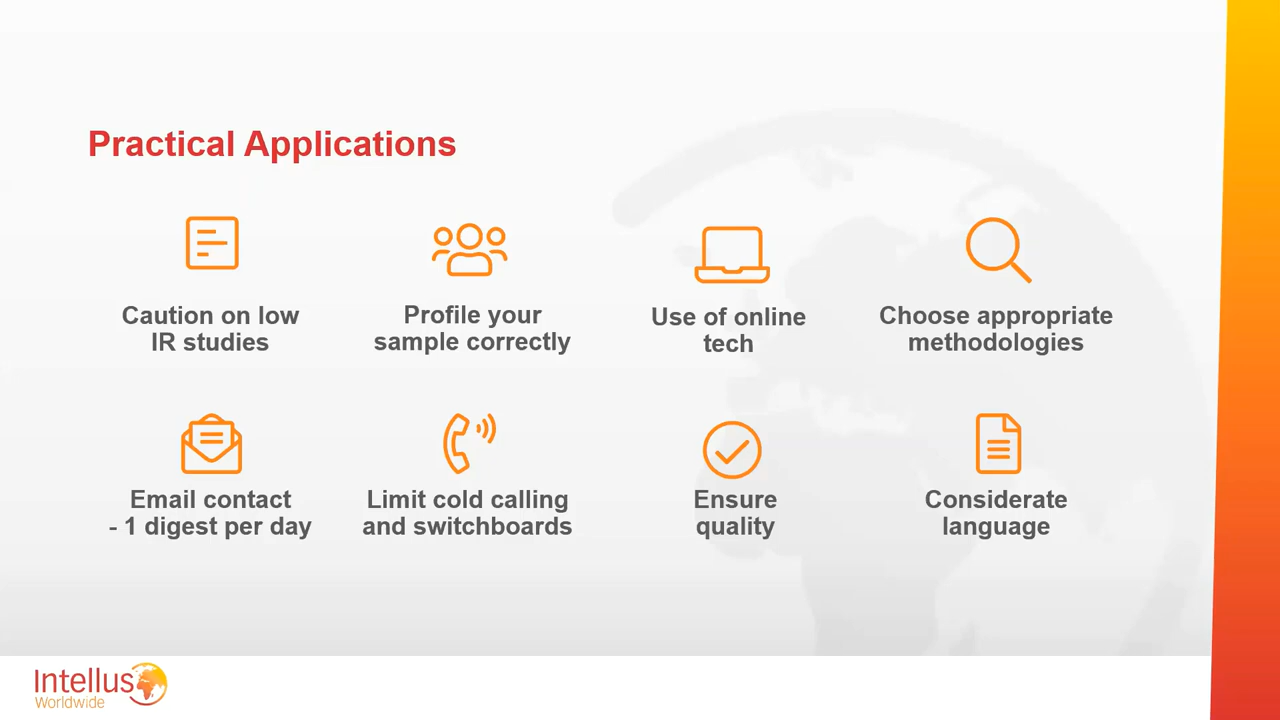 Practical Applications
Caution on low
IR studies
Profile your
sample correctly
Use of online
tech
Choose appropriate
methodologies
Email contact
- 1 digest per day
Limit cold calling
and switchboards
Ensure
quality
Considerate
language
Intellus
Worldwide